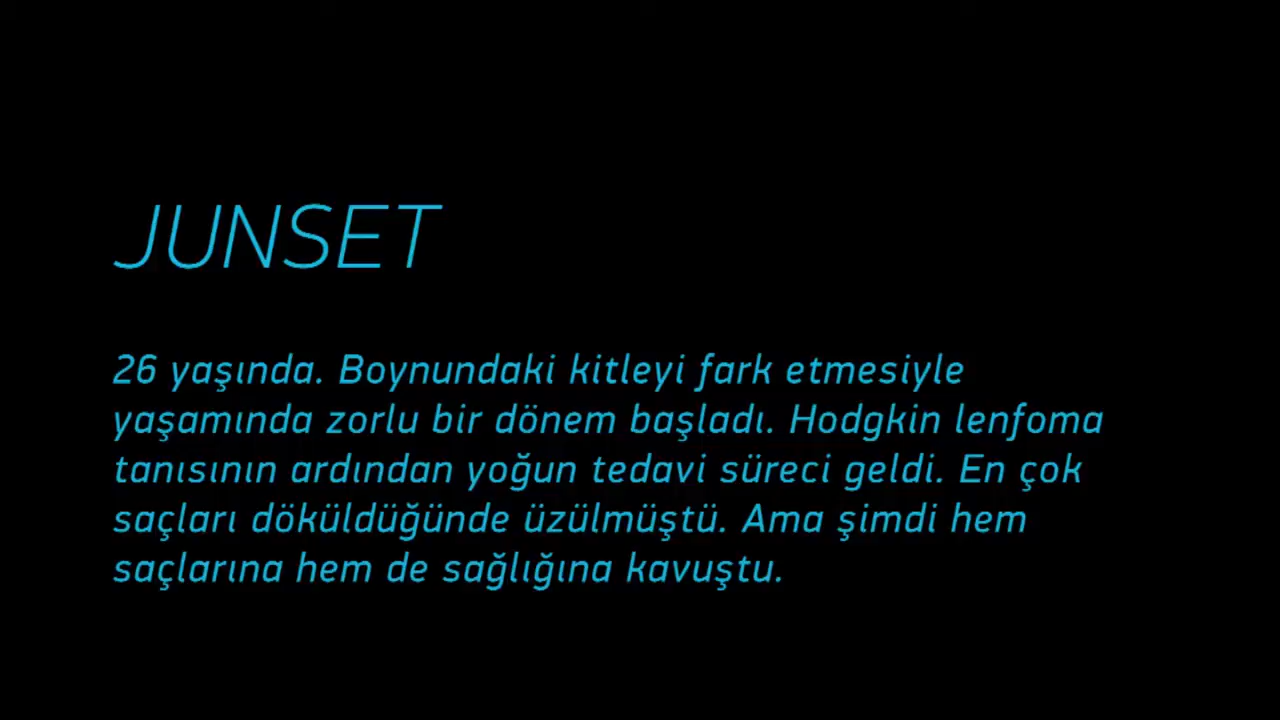 JUNSET
26 yaşında. Boynundaki kitleyi fark etmesiyle
yaşamında zorlu bir dönem başladı. Hodgkin lenfoma
tanısının ardından yoğun tedavi süreci geldi. En çok
saçları döküldüğünde üzülmüştü. Ama şimdi hem
saçlarına hem de sağlığına kavuştu.